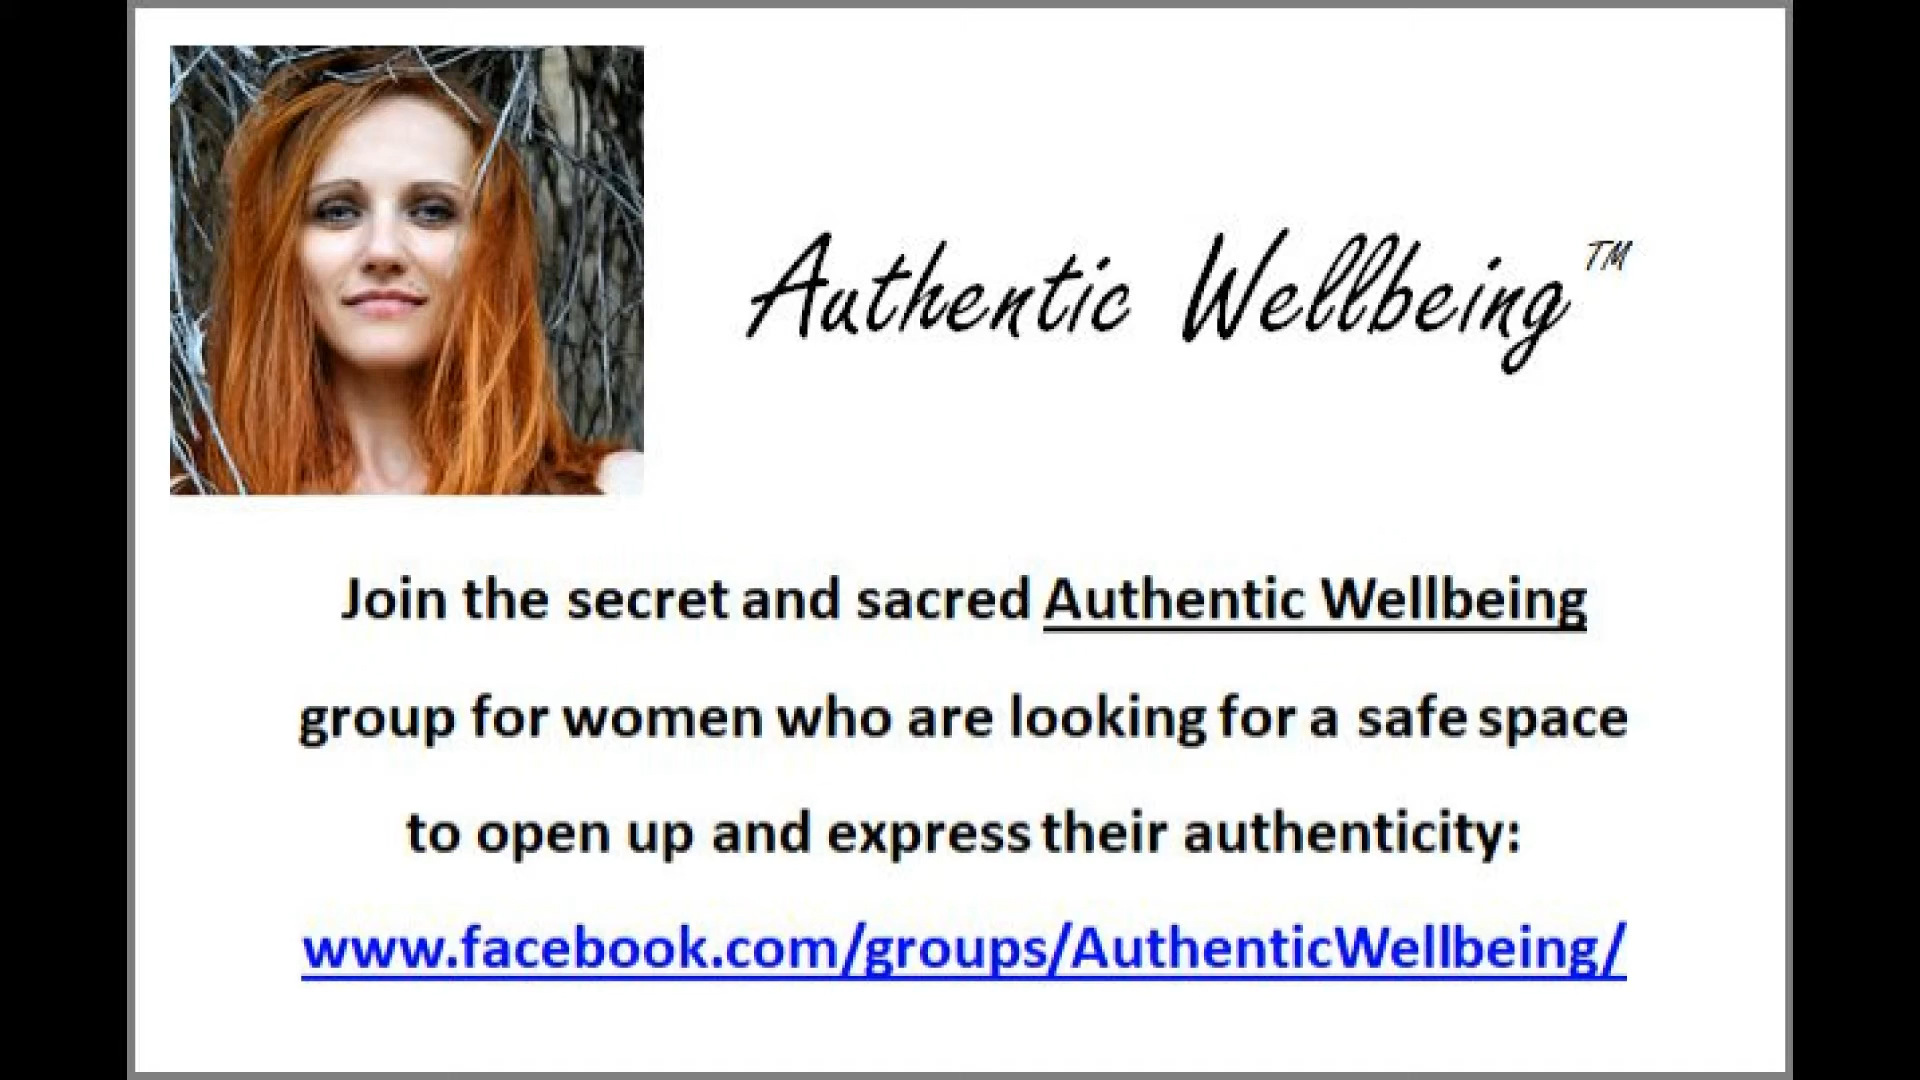 Authentic Wellbeing™
Join the secret and sacred Authentic Wellbeing
group for women who are looking for a safe space
to open up and express their authenticity:
www.facebook.com/groups/AuthenticWellbeing/